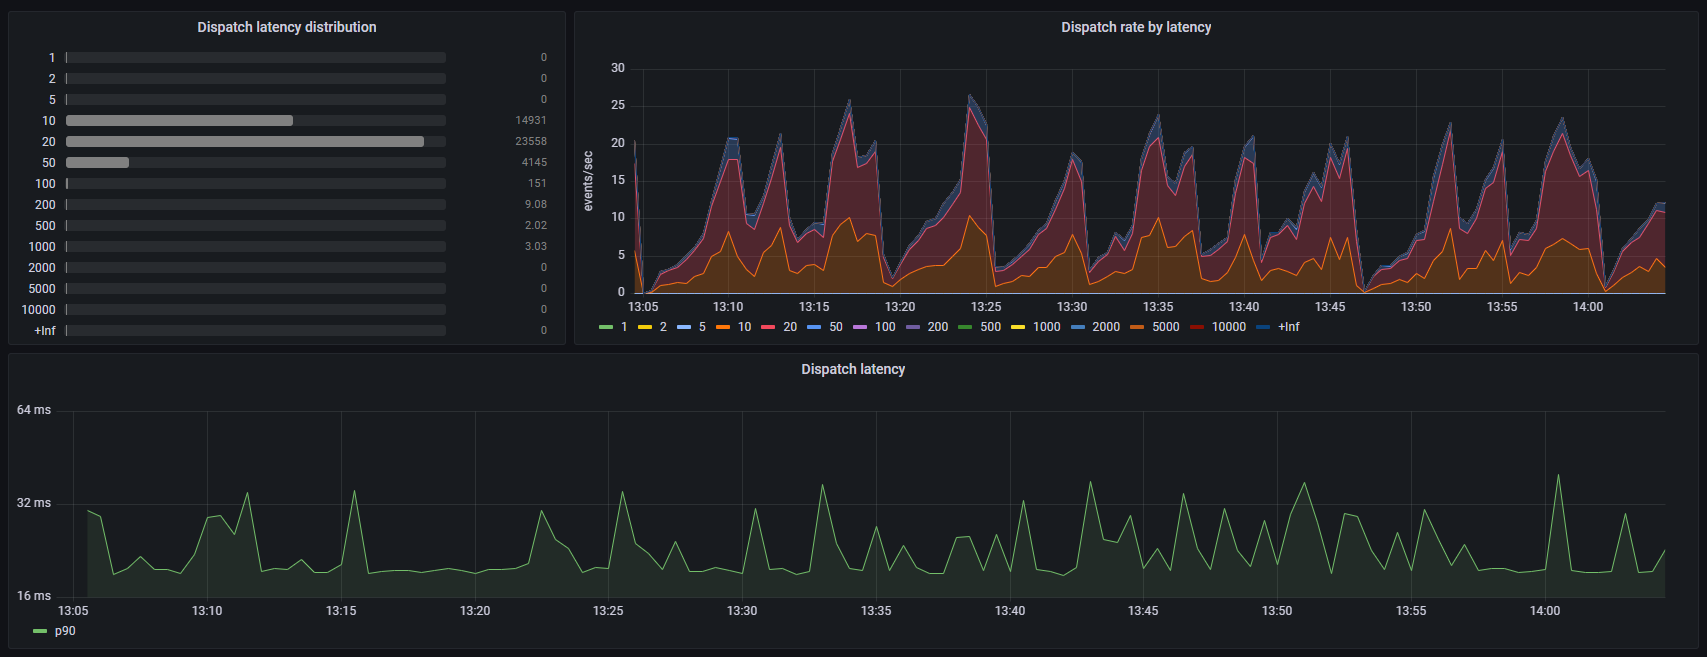 Dispatch latency distribution
1 0
2 0
5 0
10 14931
20 23558
50 4145
100 151
200 9.08
500 2.02
1000 3.03
2000 0
5000 0
10000 0
+Inf 0
Dispatch rate by latency
events/sec
30
25
20
15
10
5
0
13:05 13:10 13:15 13:20 13:25 13:30 13:35 13:40 13:45 13:50 13:55 14:00
1 2 5 10 20 50 100 200 500 1000 2000 5000 10000 +Inf
Dispatch latency
64 ms
32 ms
16 ms
13:05 13:10 13:15 13:20 13:25 13:30 13:35 13:40 13:45 13:50 13:55 14:00
p90